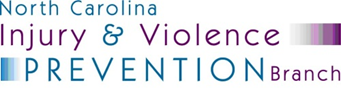 North Carolina
Injury & Violence
PREVENTION Branch